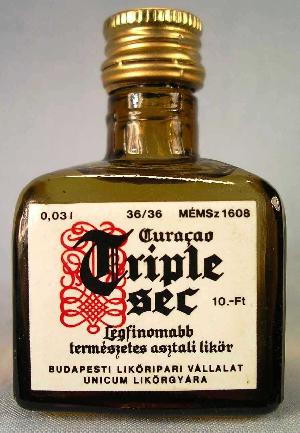 0,03 l 36/36 MÉMSz 1608
Curaçao
Triple
sec 10.-Ft
Legfinomabb
természetes asztali likör
BUDAPESTI LIKŐRIPARI VÁLLALAT
UNICUM LIKŐRGYÁRA